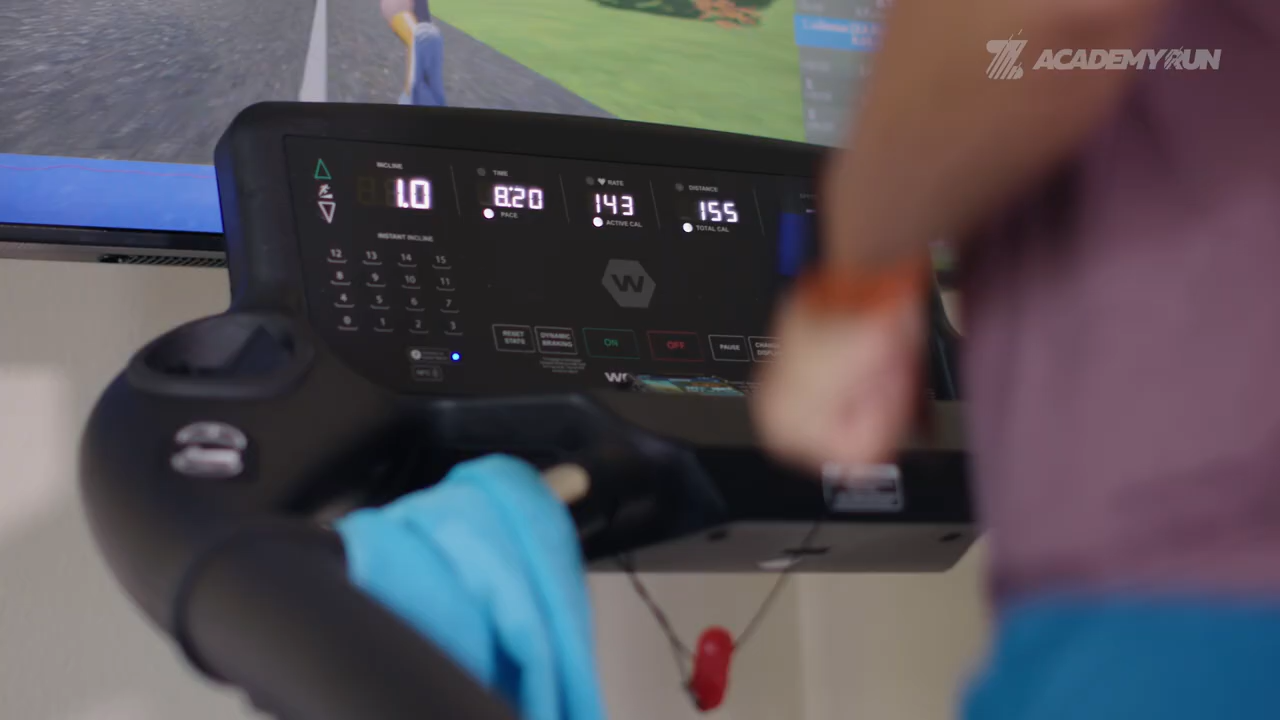 ACADEMYRUN
INCLINE
1.0
TIME
8:20
PACE
RATE
143
ACTIVE CAL
DISTANCE
155
TOTAL CAL
INSTANT INCLINE
12 13 14 15
8 9 10 11
4 5 6 7
0 1 2 3
W
RESET STATS
DYNAMIC BRAKING
ON
OFF
PAUSE
NFC